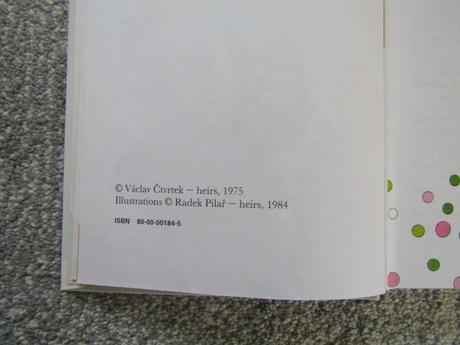 © Václav Čtvrtek — heirs, 1975
Illustrations © Radek Pilař — heirs, 1984
ISBN 80-00-00184-5